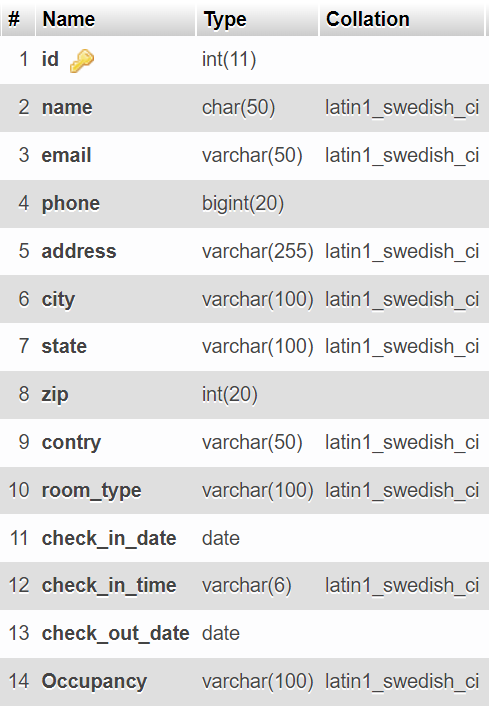 # Name Type Collation
1 id int(11)
2 name char(50) latin1_swedish_ci
3 email varchar(50) latin1_swedish_ci
4 phone bigint(20)
5 address varchar(255) latin1_swedish_ci
6 city varchar(100) latin1_swedish_ci
7 state varchar(100) latin1_swedish_ci
8 zip int(20)
9 contry varchar(50) latin1_swedish_ci
10 room_type varchar(100) latin1_swedish_ci
11 check_in_date date
12 check_in_time varchar(6) latin1_swedish_ci
13 check_out_date date
14 Occupancy varchar(100) latin1_swedish_ci